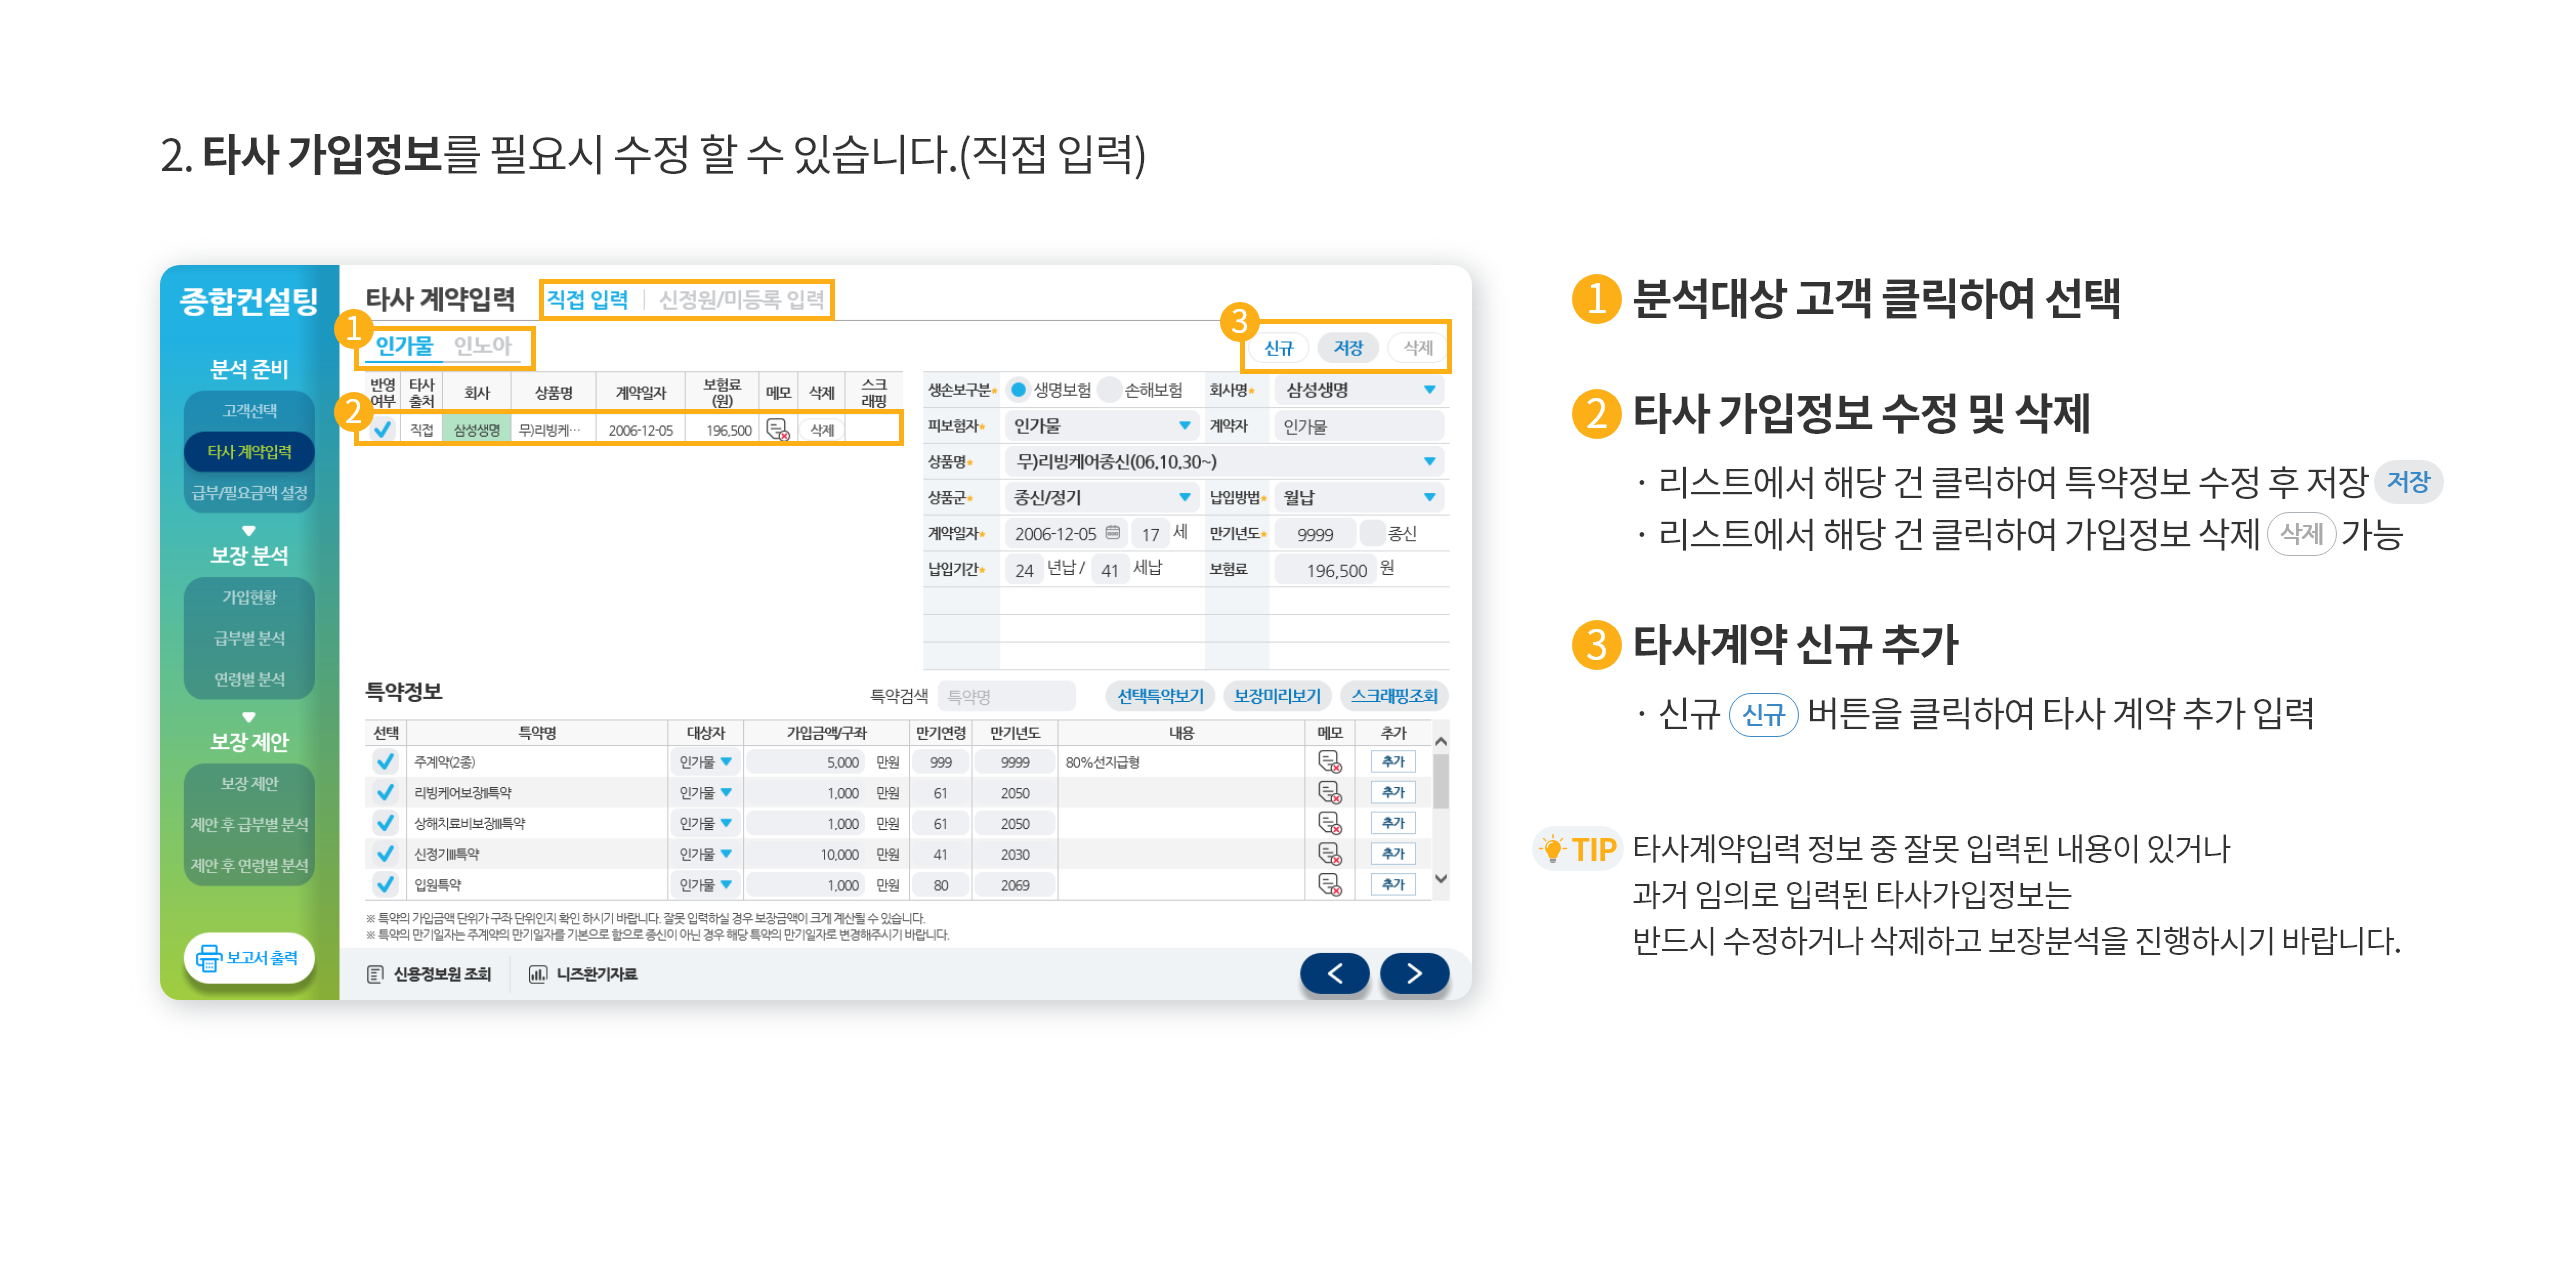 2. 타사 가입정보를 필요시 수정 할 수 있습니다.(직접 입력)
종합컨설팅
분석 준비
고객선택
타사 계약입력
급부/필요금액 설정
보장 분석
가입현황
급부별 분석
연령별 분석
보장 제안
보장 제안
제안 후 급부별 분석
제안 후 연령별 분석
보고서 출력
타사 계약입력 직접 입력 | 신정원/미등록 입력
1 인가물 인노아
3 신규 저장 삭제
반영여부 타사출처 회사 상품명 계약일자 보험료(원) 메모 삭제 스크래핑
2 직접 삼성생명 무)리빙케… 2006-12-05 196,500 삭제
생손보구분* 생명보험 손해보험 회사명* 삼성생명
피보험자* 인가물 계약자 인가물
상품명* 무)리빙케어종신(06.10.30~)
상품군* 종신/정기 납입방법* 월납
계약일자* 2006-12-05 17 세 만기년도* 9999 종신
납입기간* 24 년납 / 41 세납 보험료 196,500 원
특약정보 특약검색 특약명 선택특약보기 보장미리보기 스크래핑조회
선택 특약명 대상자 가입금액/구좌 만기연령 만기년도 내용 메모 추가
주계약(2종) 인가물 5,000 만원 999 9999 80%선지급형 추가
리빙케어보장II특약 인가물 1,000 만원 61 2050 추가
상해치료비보장III특약 인가물 1,000 만원 61 2050 추가
신정기III특약 인가물 10,000 만원 41 2030 추가
입원특약 인가물 1,000 만원 80 2069 추가
※ 특약의 가입금액 단위가 구좌 단위인지 확인 하시기 바랍니다. 잘못 입력하실 경우 보장금액이 크게 계산될 수 있습니다.
※ 특약의 만기일자는 주계약의 만기일자를 기본으로 함으로 종신이 아닌 경우 해당 특약의 만기일자로 변경해주시기 바랍니다.
신용정보원 조회 니즈환기자료
1 분석대상 고객 클릭하여 선택
2 타사 가입정보 수정 및 삭제
· 리스트에서 해당 건 클릭하여 특약정보 수정 후 저장 저장
· 리스트에서 해당 건 클릭하여 가입정보 삭제 삭제 가능
3 타사계약 신규 추가
· 신규 신규 버튼을 클릭하여 타사 계약 추가 입력
TIP 타사계약입력 정보 중 잘못 입력된 내용이 있거나
과거 임의로 입력된 타사가입정보는
반드시 수정하거나 삭제하고 보장분석을 진행하시기 바랍니다.